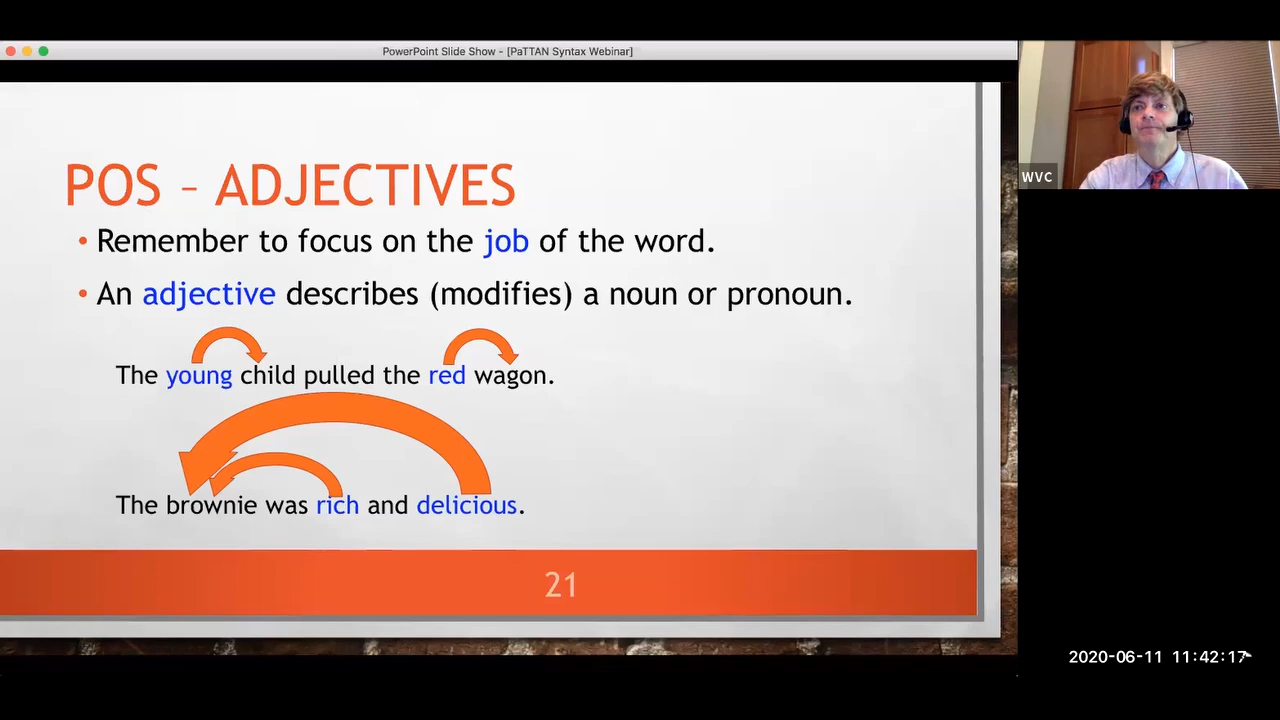 PowerPoint Slide Show - [PaTTAN Syntax Webinar]
WVC
POS – ADJECTIVES
• Remember to focus on the job of the word.
• An adjective describes (modifies) a noun or pronoun.
The young child pulled the red wagon.
The brownie was rich and delicious.
21
2020-06-11 11:42:17